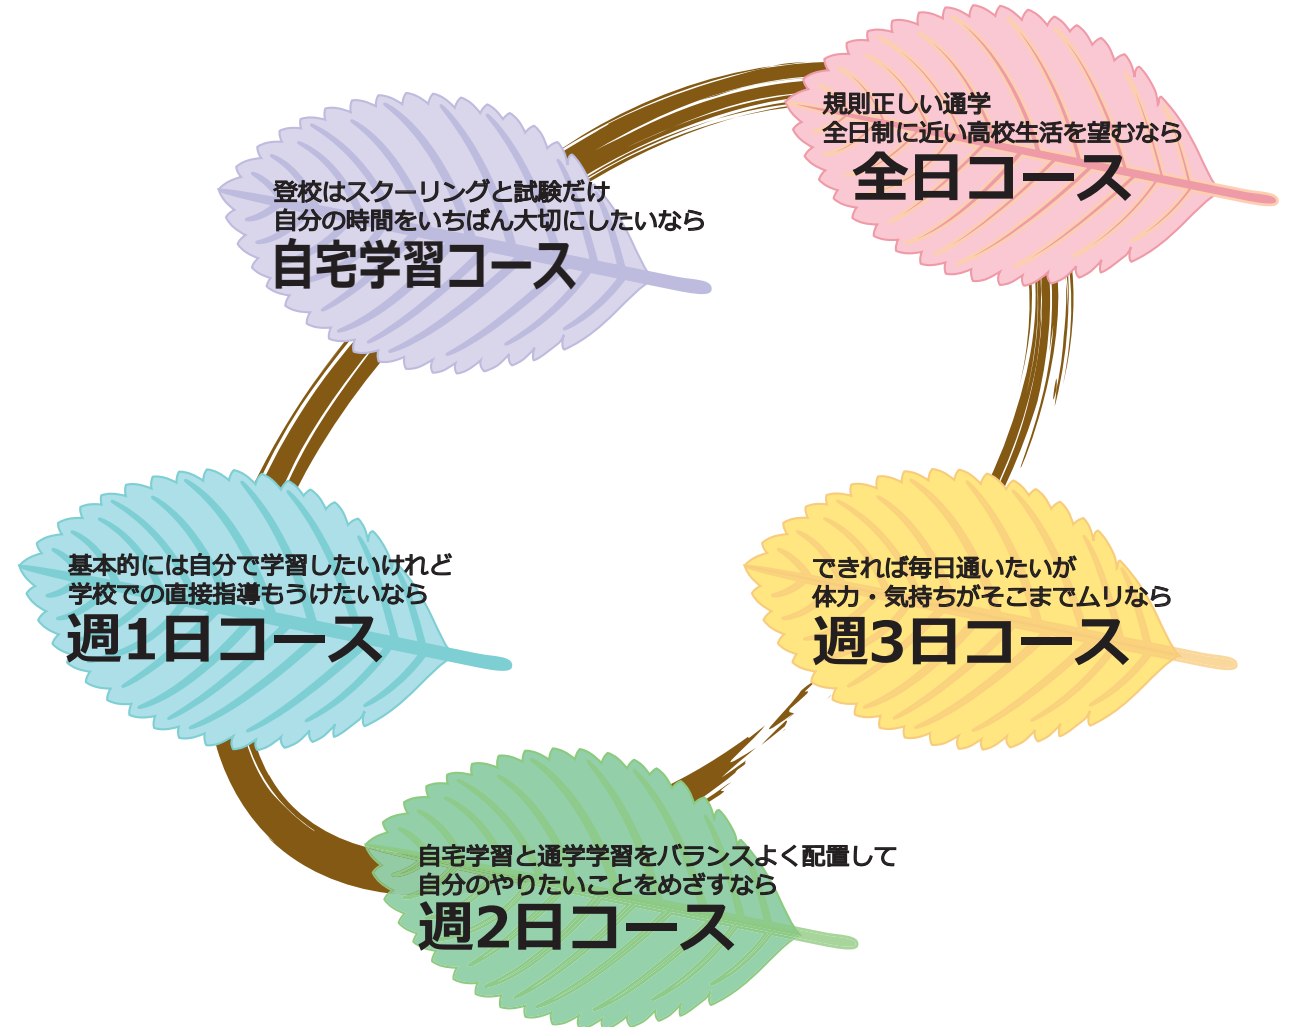 規則正しい通学
全日制に近い高校生活を望むなら
全日コース
登校はスクーリングと試験だけ
自分の時間をいちばん大切にしたいなら
自宅学習コース
基本的には自分で学習したいけれど
学校での直接指導もうけたいなら
週1日コース
できれば毎日通いたいが
体力・気持ちがそこまでムリなら
週3日コース
自宅学習と通学学習をバランスよく配置して
自分のやりたいことをめざすなら
週2日コース